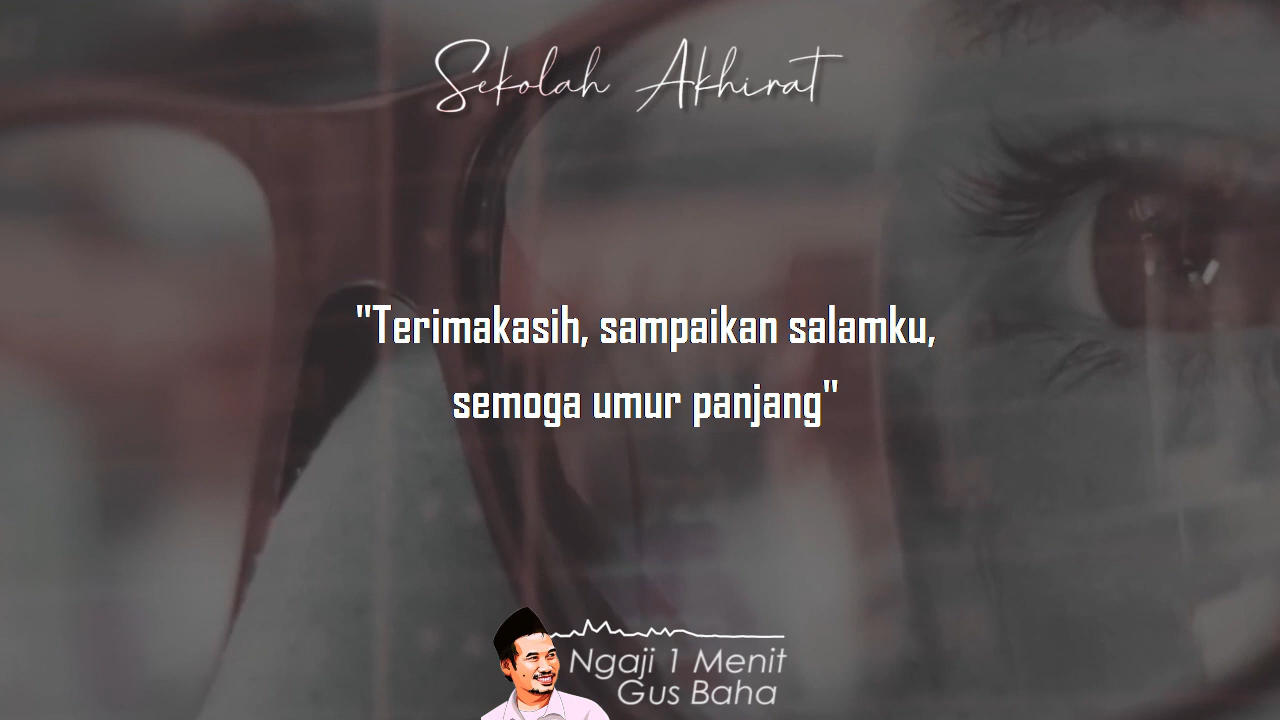 Sekolah Akhirat
"Terimakasih, sampaikan salamku,
semoga umur panjang"
Ngaji 1 Menit
Gus Baha